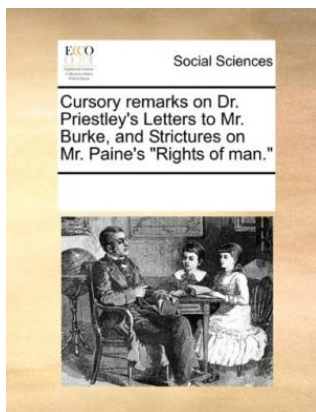 ECCO
Social Sciences
Cursory remarks on Dr.
Priestley's Letters to Mr.
Burke, and Strictures on
Mr. Paine's "Rights of man."